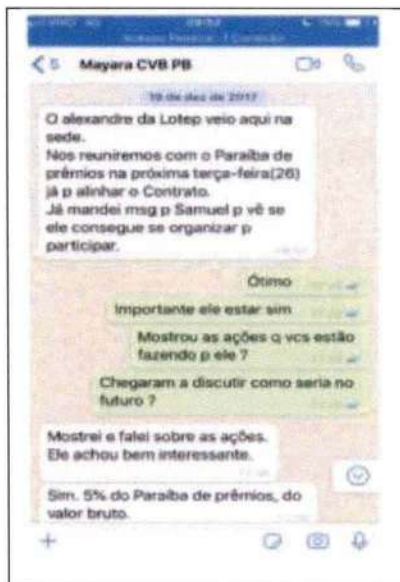 5 Mayara CVB PB
19 de dez de 2017
O alexandre da Lotep veio aqui na
sede.
Nos reuniremos com o Paraíba de
prêmios na próxima terça-feira(26)
já p alinhar o Contrato.
Já mandei msg p Samuel p vê se
ele consegue se organizar p
participar.
Ótimo
Importante ele estar sim
Mostrou as ações q vcs estão
fazendo p ele ?
Chegaram a discutir como seria no
futuro ?
Mostrei e falei sobre as ações.
Ele achou bem interessante.
Sim. 5% do Paraíba de prêmios, do
valor bruto.